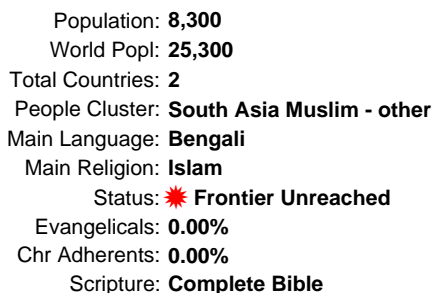 Population: 8,300
World Popl: 25,300
Total Countries: 2
People Cluster: South Asia Muslim - other
Main Language: Bengali
Main Religion: Islam
Status: Frontier Unreached
Evangelicals: 0.00%
Chr Adherents: 0.00%
Scripture: Complete Bible